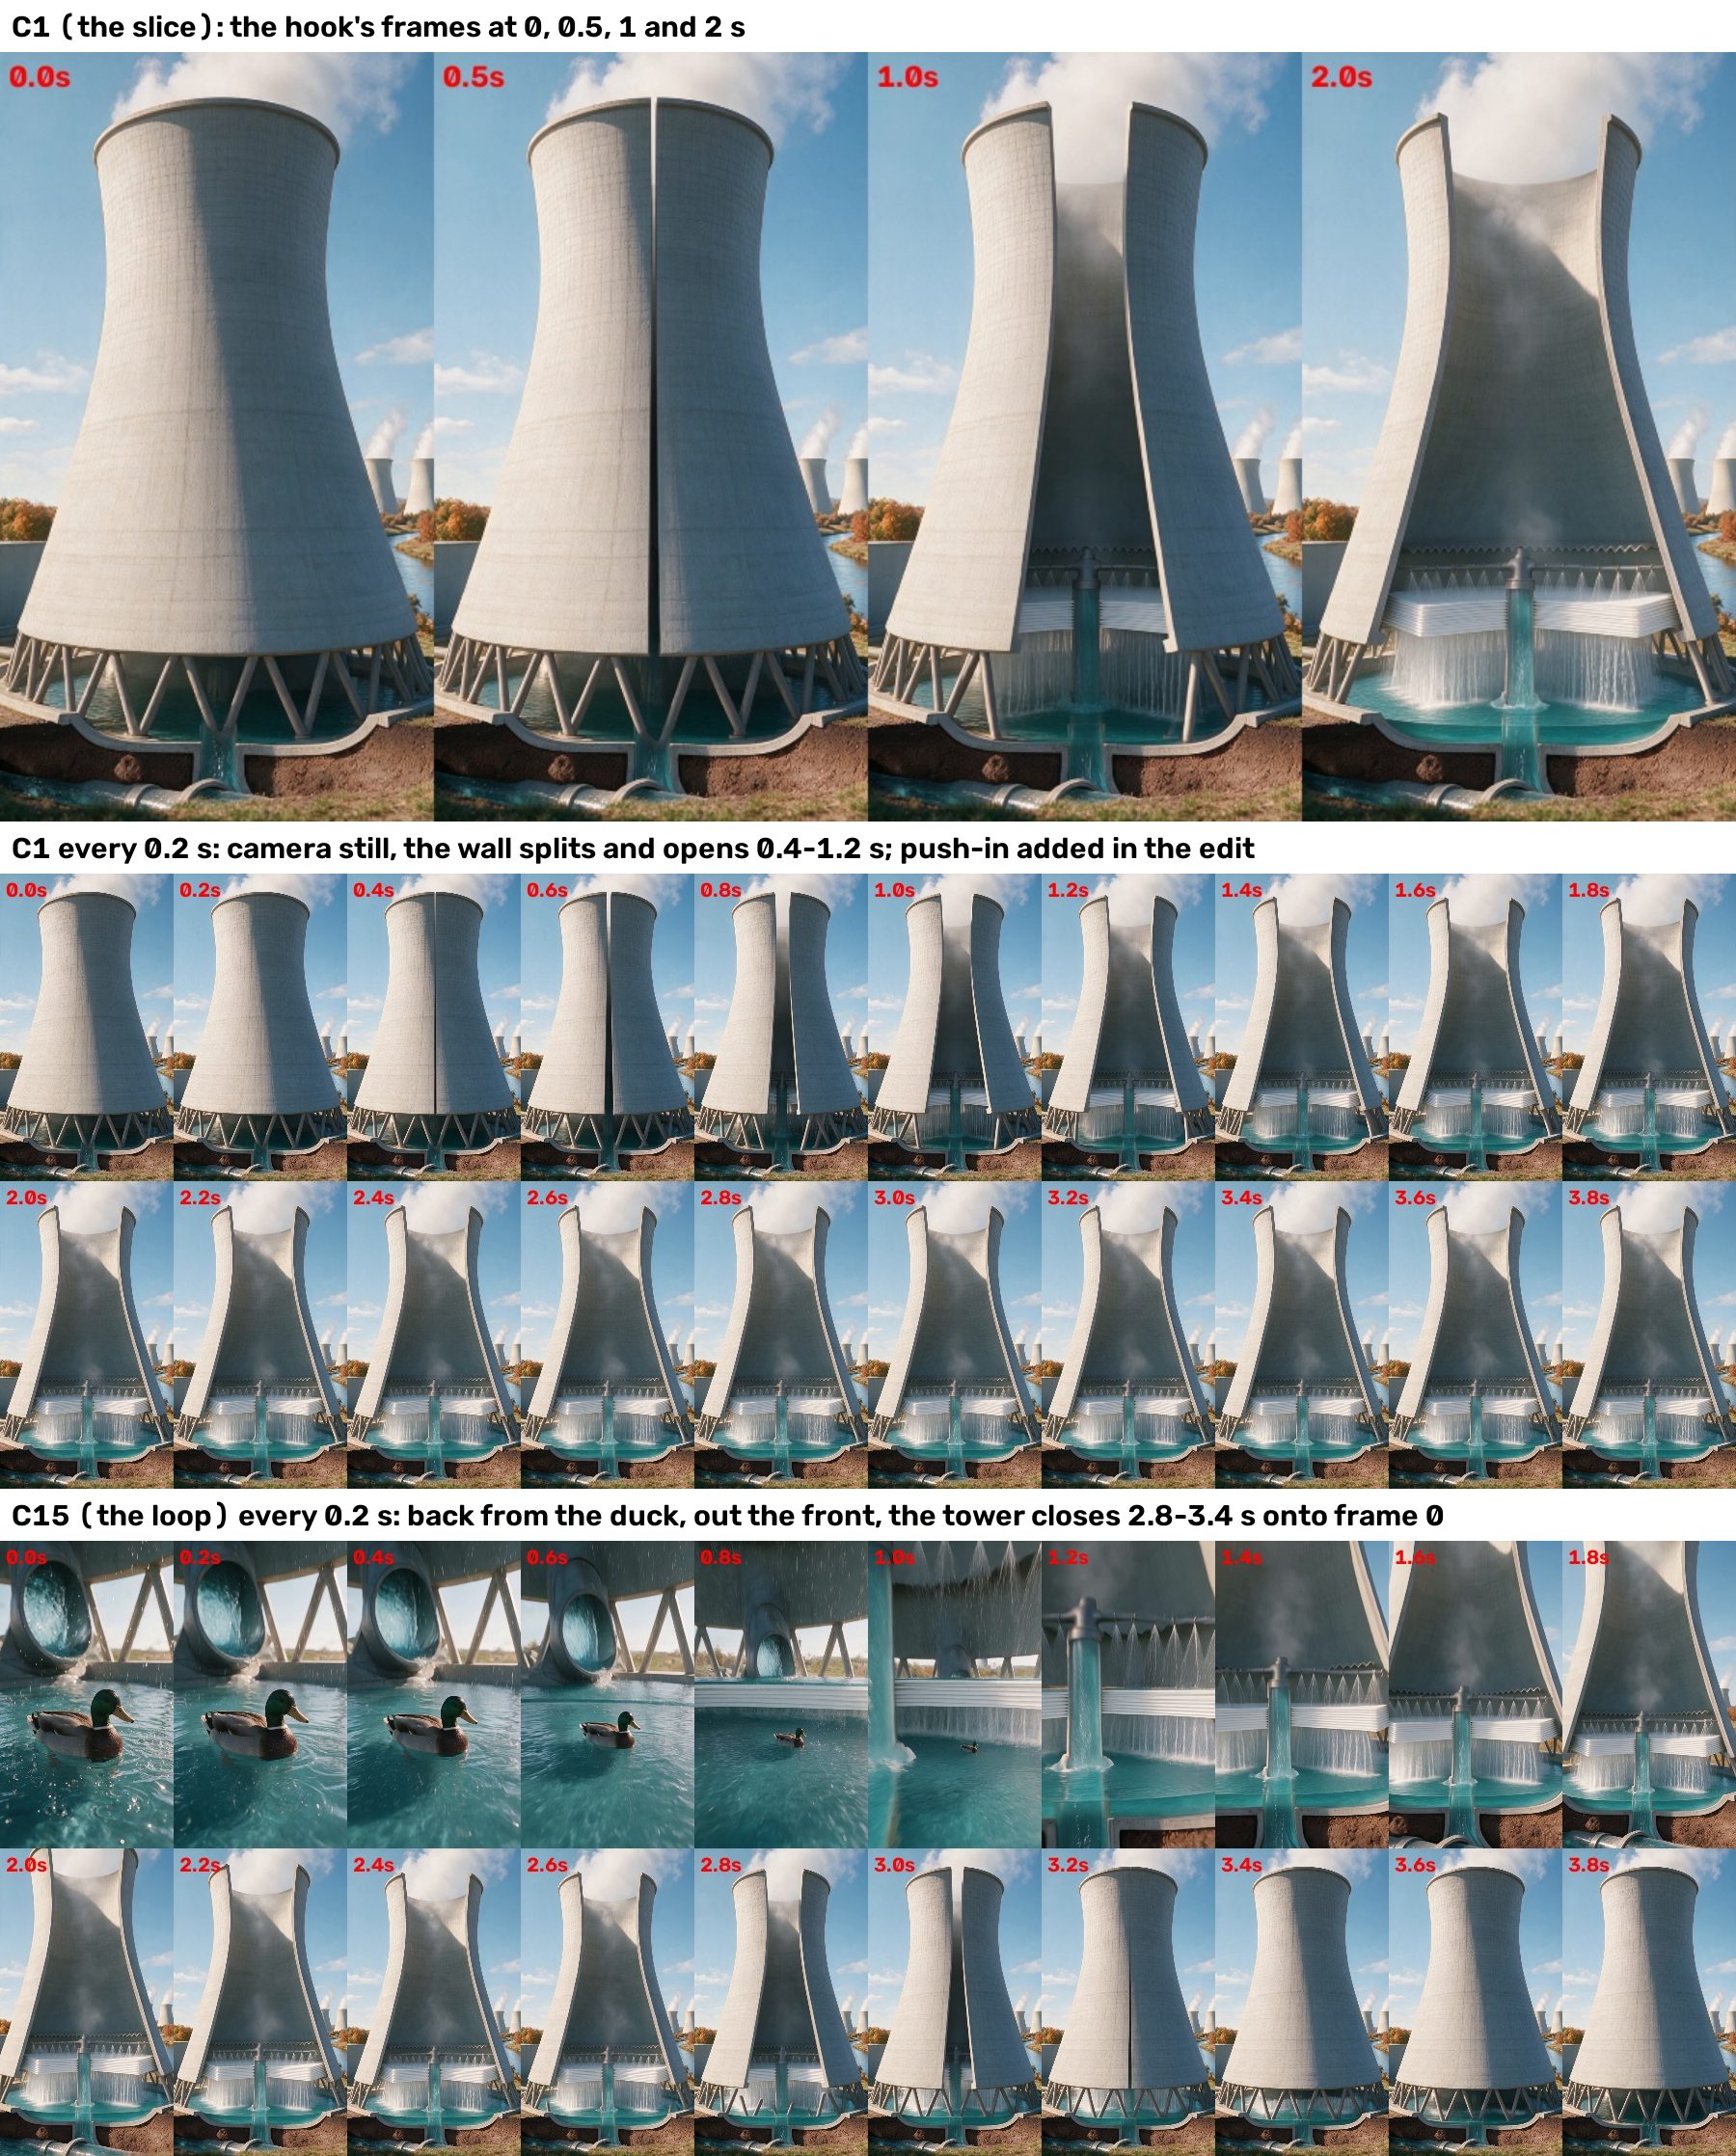 C1 (the slice): the hook's frames at 0, 0.5, 1 and 2 s
0.0s 0.5s 1.0s 2.0s
C1 every 0.2 s: camera still, the wall splits and opens 0.4-1.2 s; push-in added in the edit
0.0s 0.2s 0.4s 0.6s 0.8s 1.0s 1.2s 1.4s 1.6s 1.8s
2.0s 2.2s 2.4s 2.6s 2.8s 3.0s 3.2s 3.4s 3.6s 3.8s
C15 (the loop) every 0.2 s: back from the duck, out the front, the tower closes 2.8-3.4 s onto frame 0
0.0s 0.2s 0.4s 0.6s 0.8s 1.0s 1.2s 1.4s 1.6s 1.8s
2.0s 2.2s 2.4s 2.6s 2.8s 3.0s 3.2s 3.4s 3.6s 3.8s